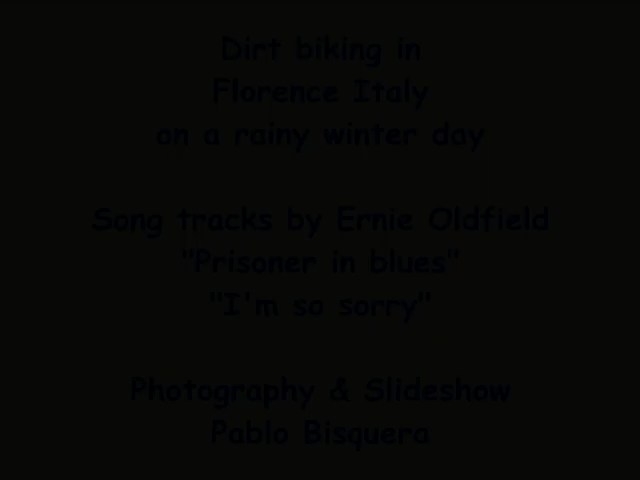 Dirt biking in
Florence Italy
on a rainy winter day
Song tracks by Ernie Oldfield
"Prisoner in blues"
"I'm so sorry"
Photography & Slideshow
Pablo Bisquera